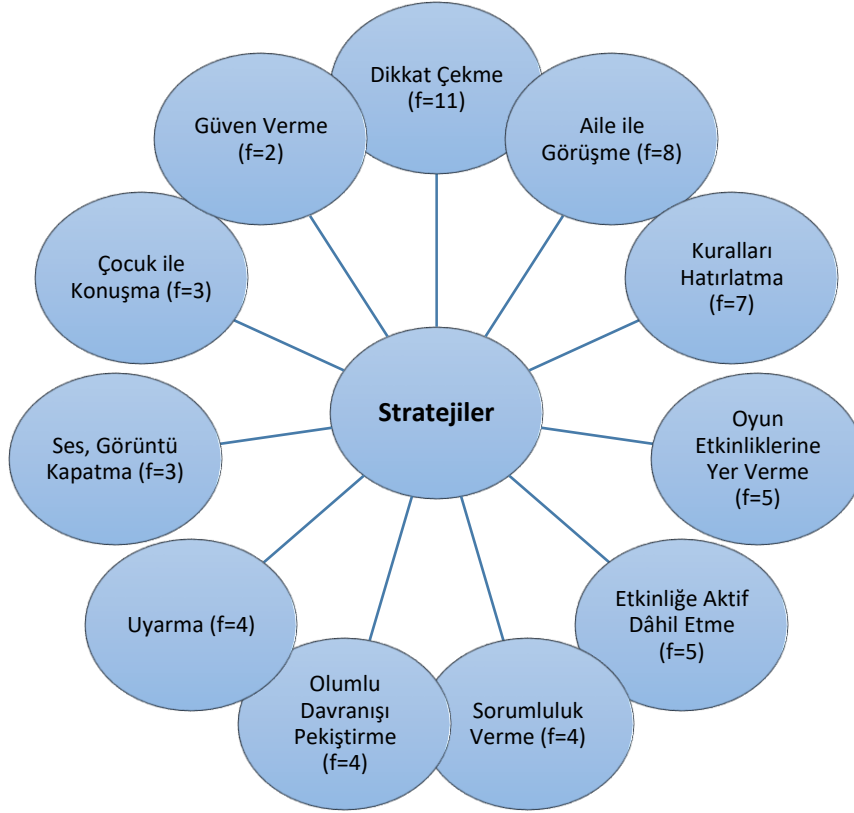 Dikkat Çekme
(f=11)
Aile ile
Görüşme (f=8)
Kuralları
Hatırlatma
(f=7)
Oyun
Etkinliklerine
Yer Verme
(f=5)
Etkinliğe Aktif
Dâhil Etme
(f=5)
Sorumluluk
Verme (f=4)
Olumlu
Davranışı
Pekiştirme
(f=4)
Uyarma (f=4)
Ses, Görüntü
Kapatma (f=3)
Çocuk ile
Konuşma (f=3)
Güven Verme
(f=2)
Stratejiler